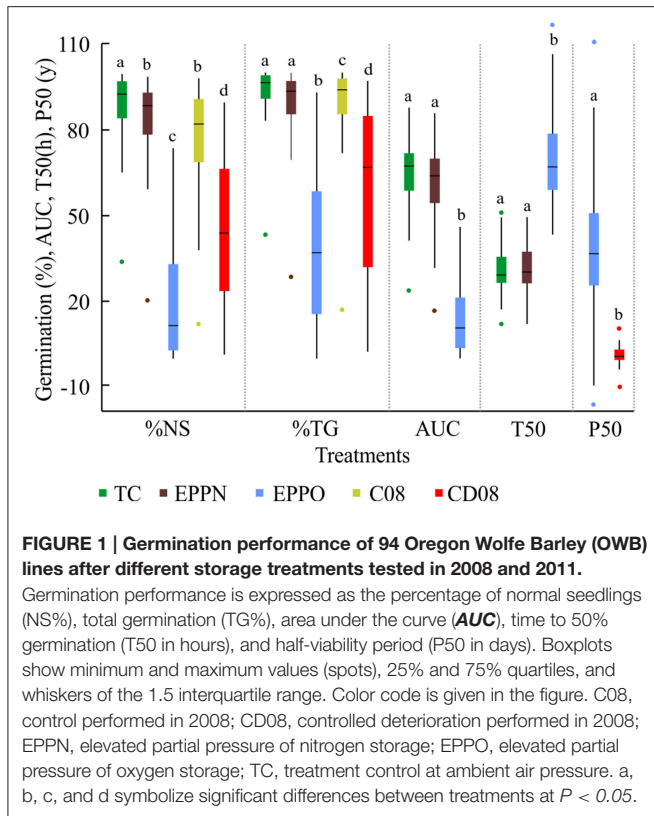 Germination (%), AUC, T50(h), P50 (y)
110
80
50
20
-10
a
b
c
b
d
a
a
b
c
d
a
a
b
a
a
b
a
b
%NS
%TG
AUC
T50
P50
Treatments
TC
EPPN
EPPO
C08
CD08
FIGURE 1 | Germination performance of 94 Oregon Wolfe Barley (OWB)
lines after different storage treatments tested in 2008 and 2011.
Germination performance is expressed as the percentage of normal seedlings
(NS%), total germination (TG%), area under the curve (AUC), time to 50%
germination (T50 in hours), and half-viability period (P50 in days). Boxplots
show minimum and maximum values (spots), 25% and 75% quartiles, and
whiskers of the 1.5 interquartile range. Color code is given in the figure. C08,
control performed in 2008; CD08, controlled deterioration performed in 2008;
EPPN, elevated partial pressure of nitrogen storage; EPPO, elevated partial
pressure of oxygen storage; TC, treatment control at ambient air pressure. a,
b, c, and d symbolize significant differences between treatments at P < 0.05.